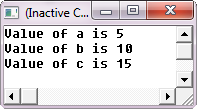 (Inactive C...
Value of a is 5
Value of b is 10
Value of c is 15